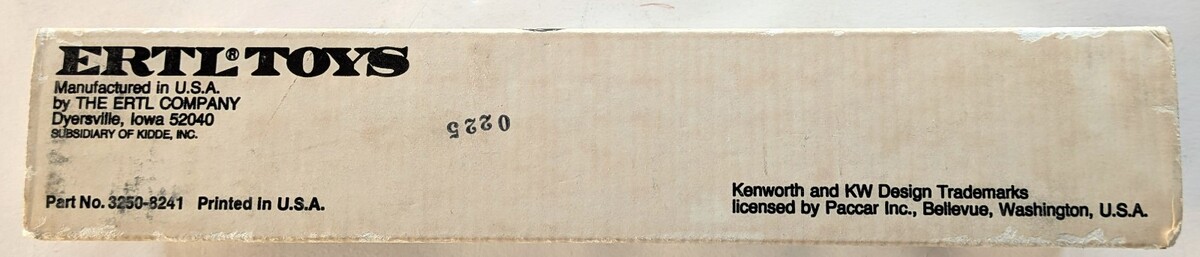 ERTL® TOYS
Manufactured in U.S.A.
by THE ERTL COMPANY
Dyersville, Iowa 52040
SUBSIDIARY OF KIDDE, INC.
0225
Part No. 3250-8241 Printed in U.S.A.
Kenworth and KW Design Trademarks
licensed by Paccar Inc., Bellevue, Washington, U.S.A.